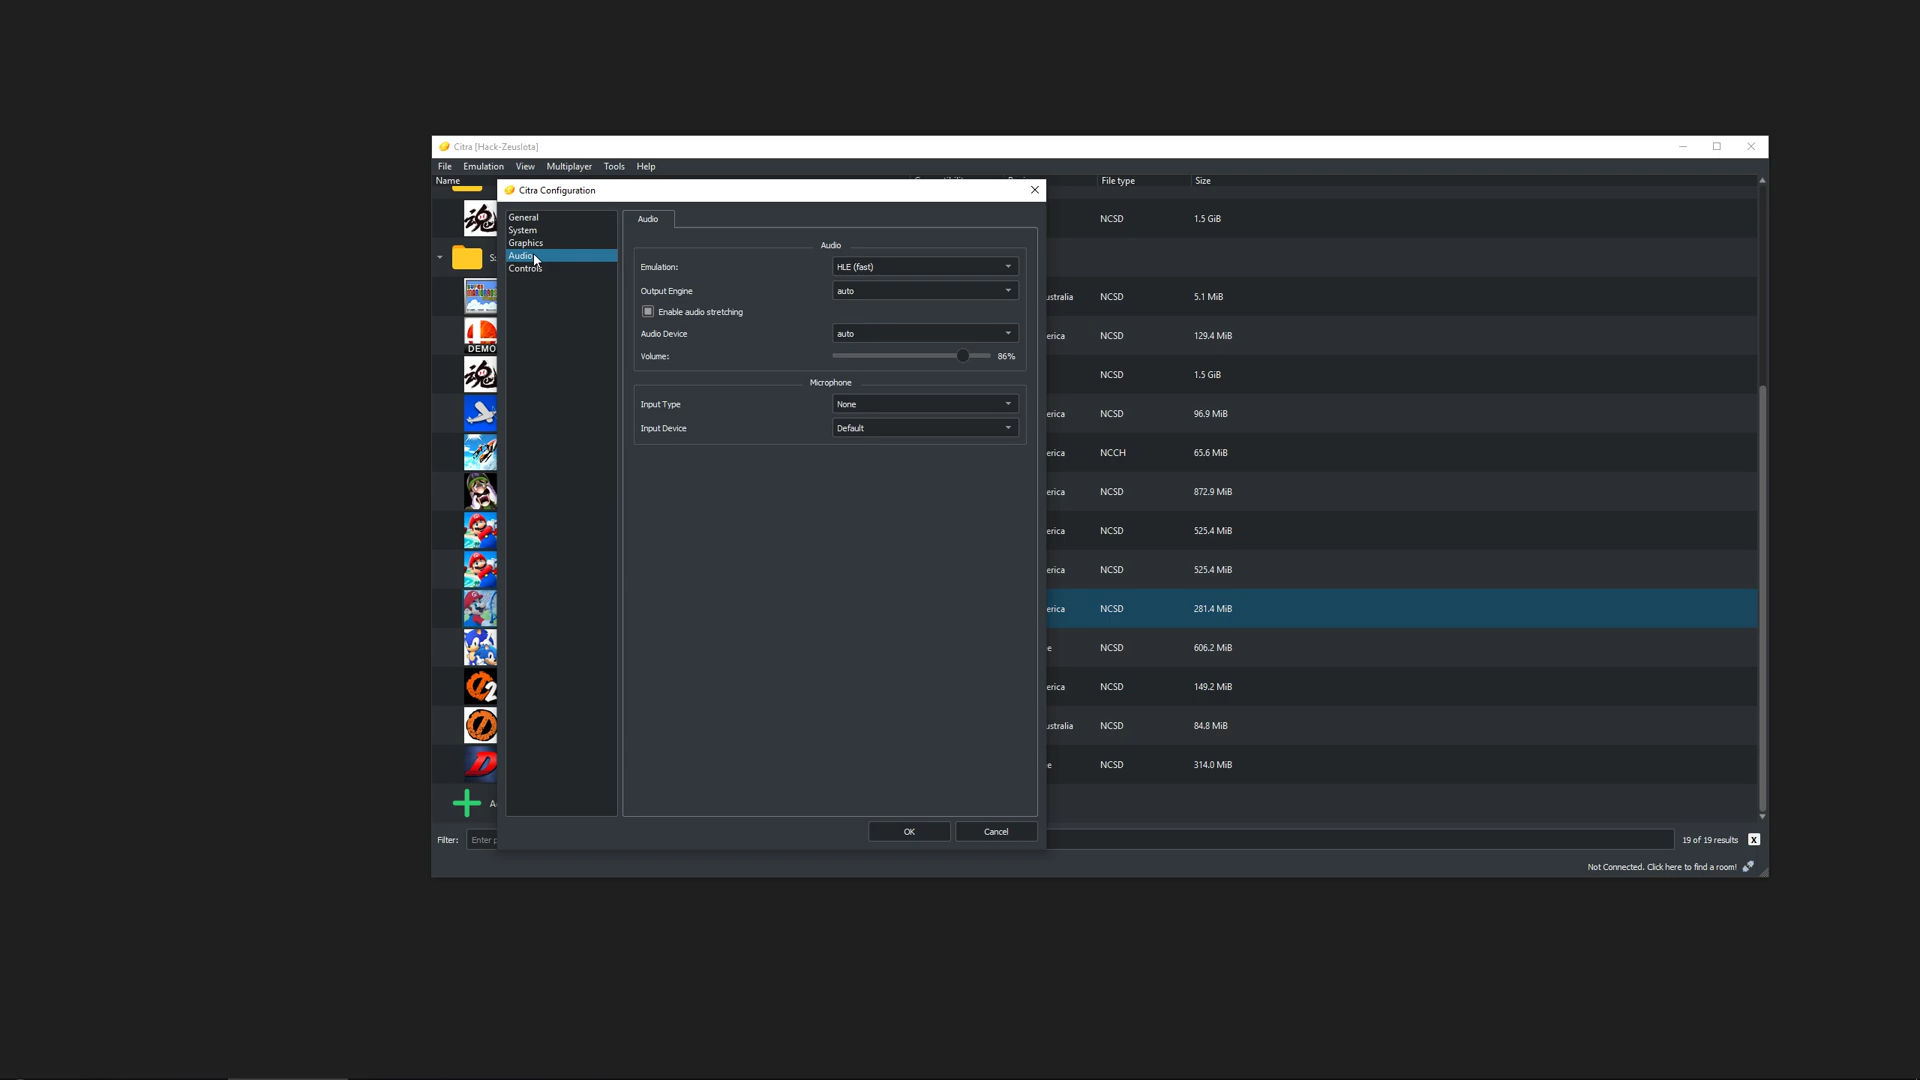 Citra [Hack-Zeuslota]
File Emulation View Multiplayer Tools Help
Name File type Size
Citra Configuration
General
System
Graphics
Audio
Controls
Audio
Audio
Emulation: HLE (fast)
Output Engine auto
Enable audio stretching
Audio Device auto
Volume: 86%
Microphone
Input Type None
Input Device Default
OK Cancel
NCSD 1.5 GiB
ustralia NCSD 5.1 MiB
DEMO erica NCSD 129.4 MiB
NCSD 1.5 GiB
erica NCSD 96.9 MiB
erica NCCH 65.6 MiB
erica NCSD 872.9 MiB
erica NCSD 525.4 MiB
erica NCSD 525.4 MiB
erica NCSD 281.4 MiB
e NCSD 606.2 MiB
erica NCSD 149.2 MiB
ustralia NCSD 84.8 MiB
e NCSD 314.0 MiB
Filter: Enter p 19 of 19 results X
Not Connected. Click here to find a room!